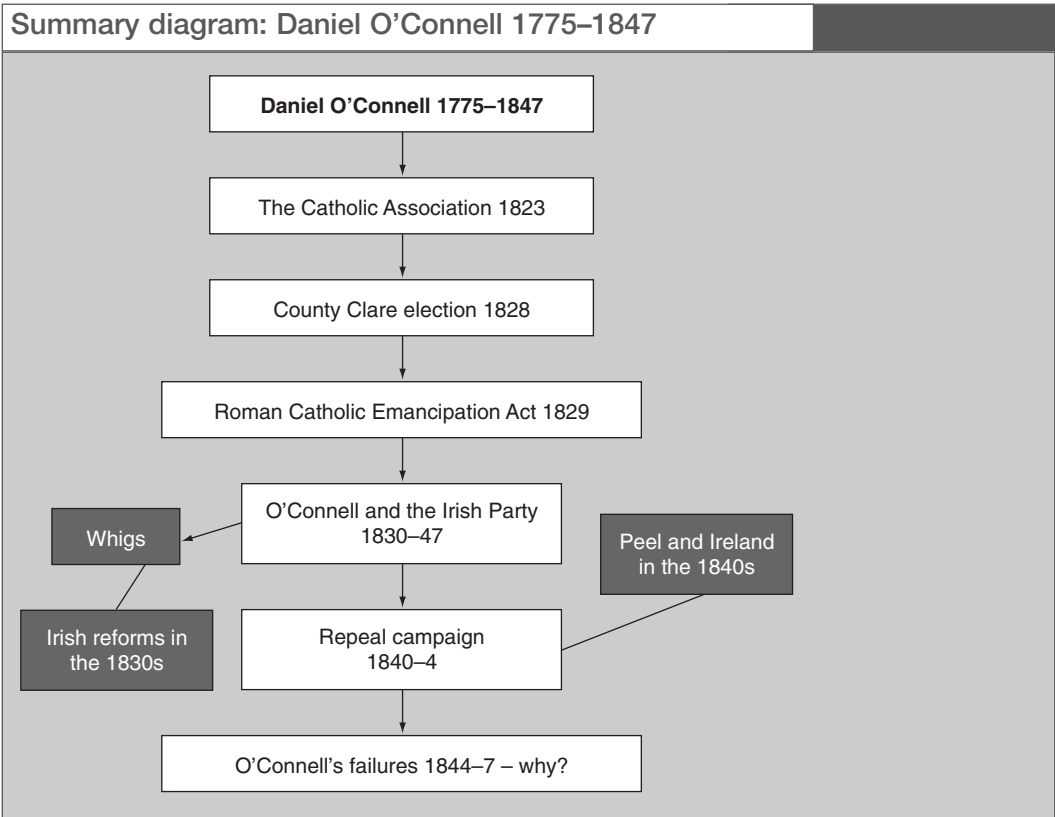 Summary diagram: Daniel O’Connell 1775–1847
Daniel O’Connell 1775–1847
The Catholic Association 1823
County Clare election 1828
Roman Catholic Emancipation Act 1829
O’Connell and the Irish Party
1830–47
Whigs
Peel and Ireland
in the 1840s
Irish reforms in
the 1830s
Repeal campaign
1840–4
O’Connell’s failures 1844–7 – why?